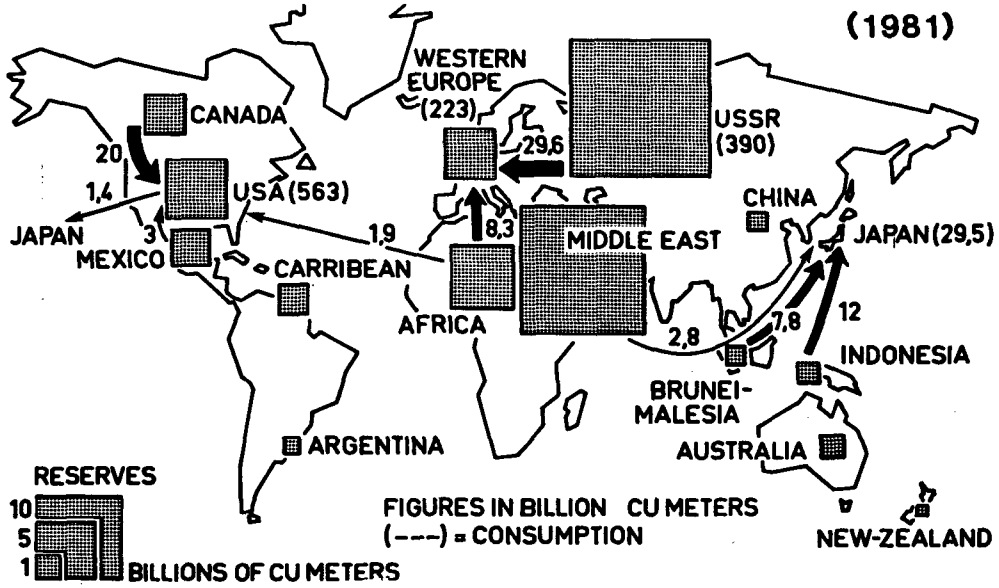 (1981)
WESTERN
EUROPE
(223)
CANADA
USSR
(390)
20
29,6
1,4
USA(563)
CHINA
JAPAN
3
1,9
8,3
MIDDLE EAST
JAPAN(29,5)
MEXICO
CARRIBEAN
AFRICA
2,8
7,8
12
INDONESIA
BRUNEI-
MALESIA
ARGENTINA
AUSTRALIA
RESERVES
10
5
1
BILLIONS OF CU METERS
FIGURES IN BILLION CU METERS
(---) = CONSUMPTION
NEW-ZEALAND